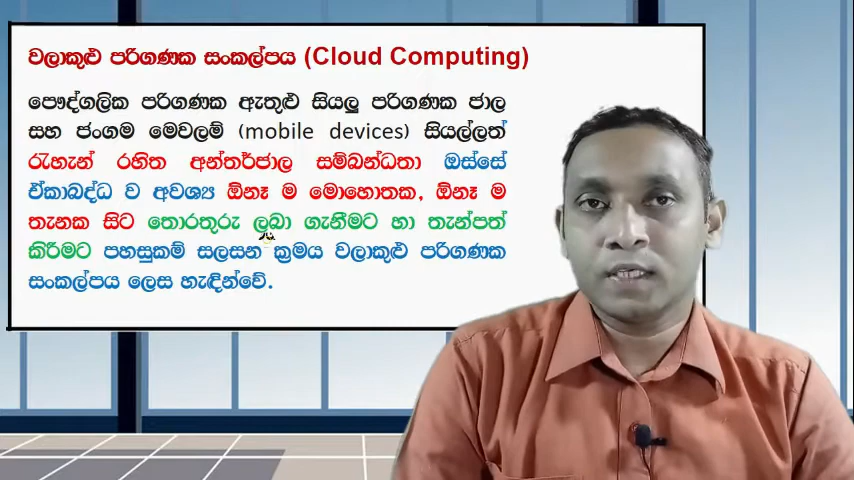 වලාකුළු පරිගණක සංකල්පය (Cloud Computing)
පෞද්ගලික පරිගණක ඇතුළු සියලු පරිගණක ජාල
සහ ජංගම මෙවලම් (mobile devices) සියල්ලත්
රැහැන් රහිත අන්තර්ජාල සම්බන්ධතා ඔස්සේ
ඒකාබද්ධ ව අවශ්‍ය ඕනෑ ම මොහොතක, ඕනෑ ම
තැනක සිට තොරතුරු ලබා ගැනීමට හා තැන්පත්
කිරීමට පහසුකම් සලසන ක්‍රමය වලාකුළු පරිගණක
සංකල්පය ලෙස හැඳින්වේ.